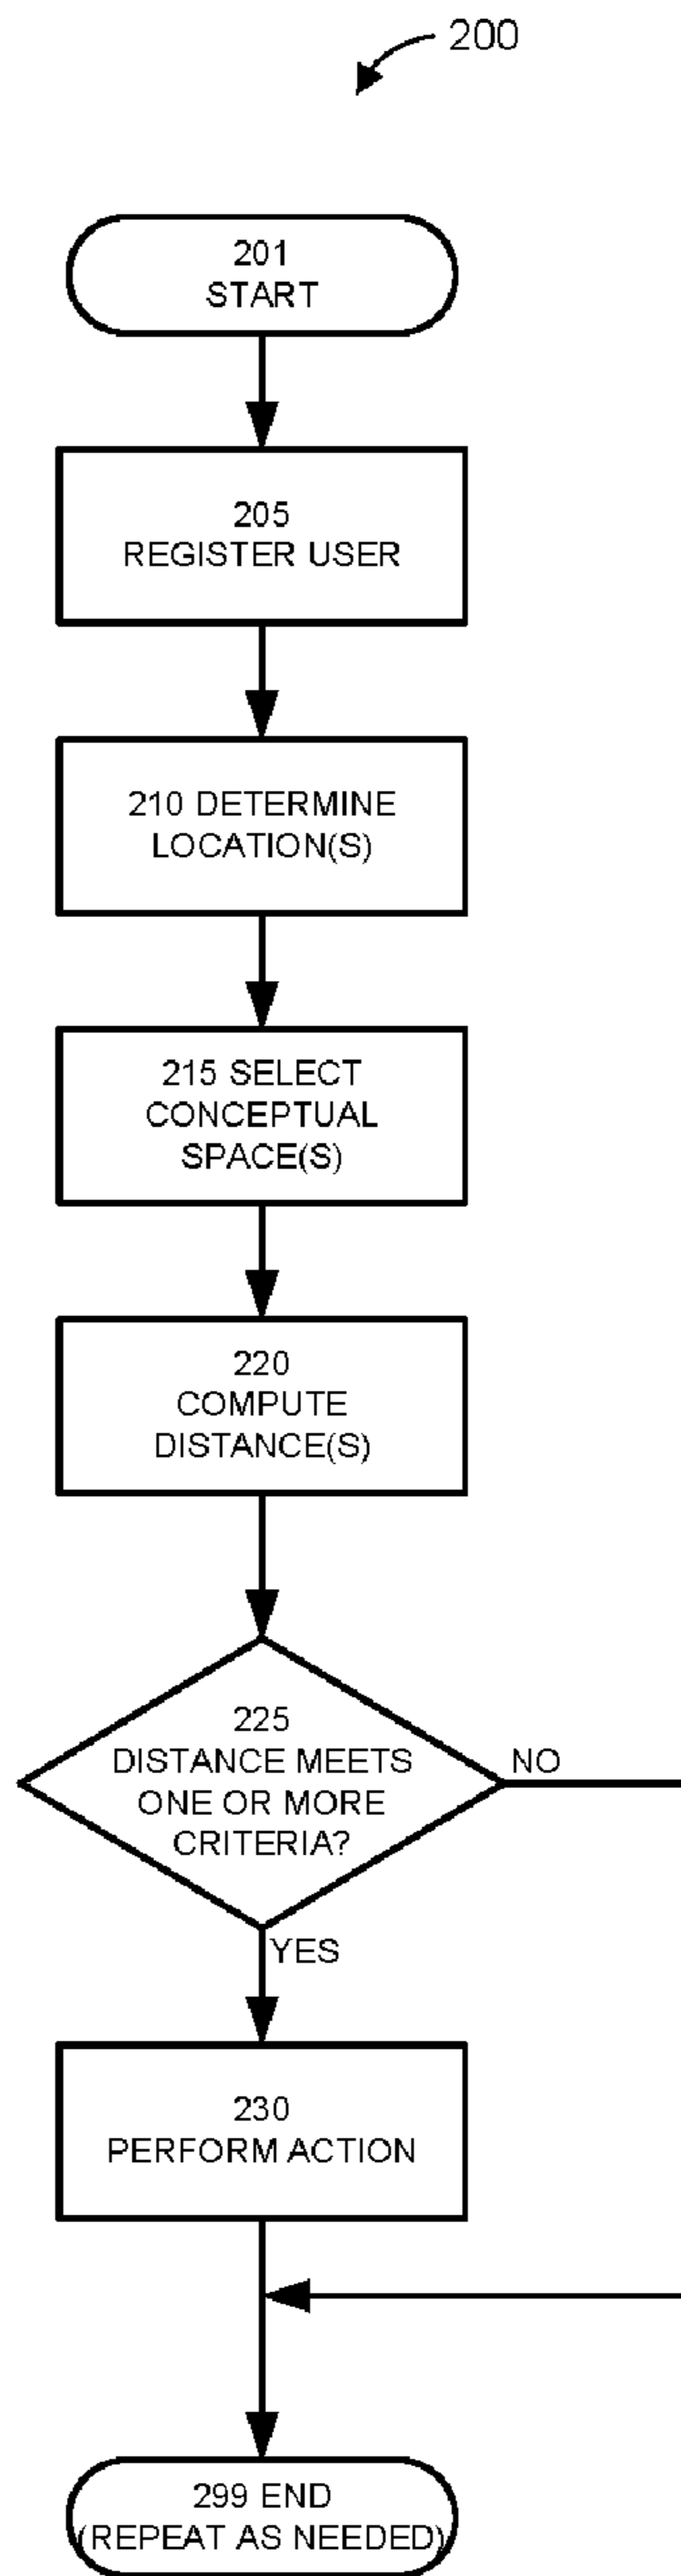 200
201
START
205
REGISTER USER
210 DETERMINE
LOCATION(S)
215 SELECT
CONCEPTUAL
SPACE(S)
220
COMPUTE
DISTANCE(S)
225
DISTANCE MEETS
ONE OR MORE
CRITERIA?
NO
YES
230
PERFORM ACTION
299 END
(REPEAT AS NEEDED)